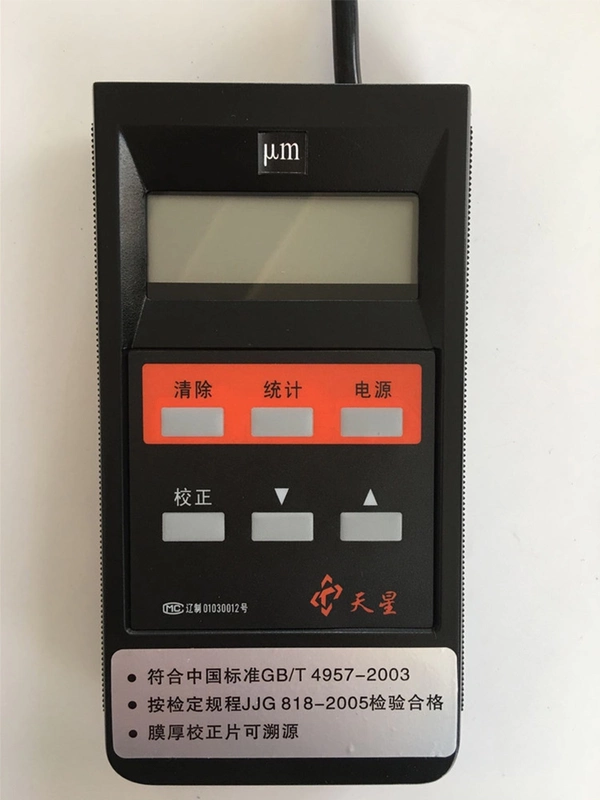 μm
清除 统计 电源
校正 ▼ ▲
MC 辽制 01030012号 天星
• 符合中国标准GB/T 4957-2003
• 按检定规程JJG 818-2005检验合格
• 膜厚校正片可溯源